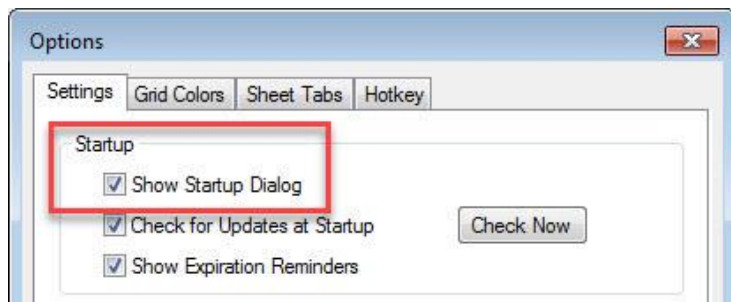 Options
Settings Grid Colors Sheet Tabs Hotkey
Startup
Show Startup Dialog
Check for Updates at Startup Check Now
Show Expiration Reminders